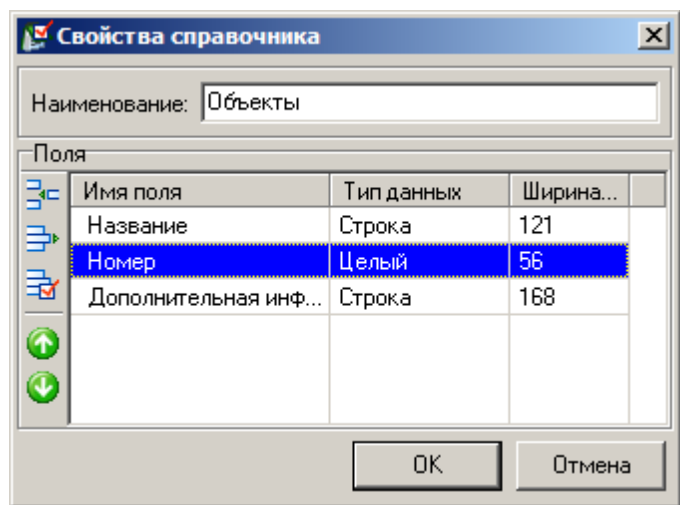 Свойства справочника
Наименование: Объекты
Поля
Имя поля Тип данных Ширина...
Название Строка 121
Номер Целый 56
Дополнительная инф... Строка 168
OK Отмена